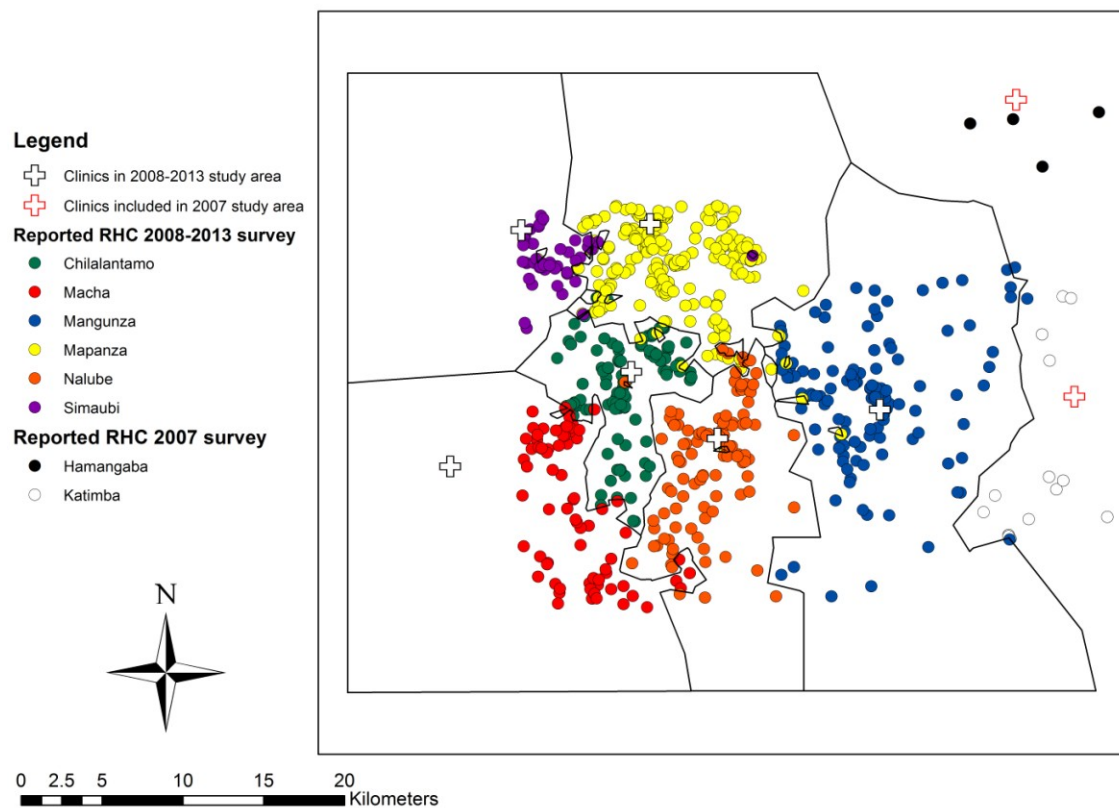 Legend
Clinics in 2008-2013 study area
Clinics included in 2007 study area
Reported RHC 2008-2013 survey
Chilalantamo
Macha
Mangunza
Mapanza
Nalube
Simaubi
Reported RHC 2007 survey
Hamangaba
Katimba
N
0 2.5 5 10 15 20
Kilometers